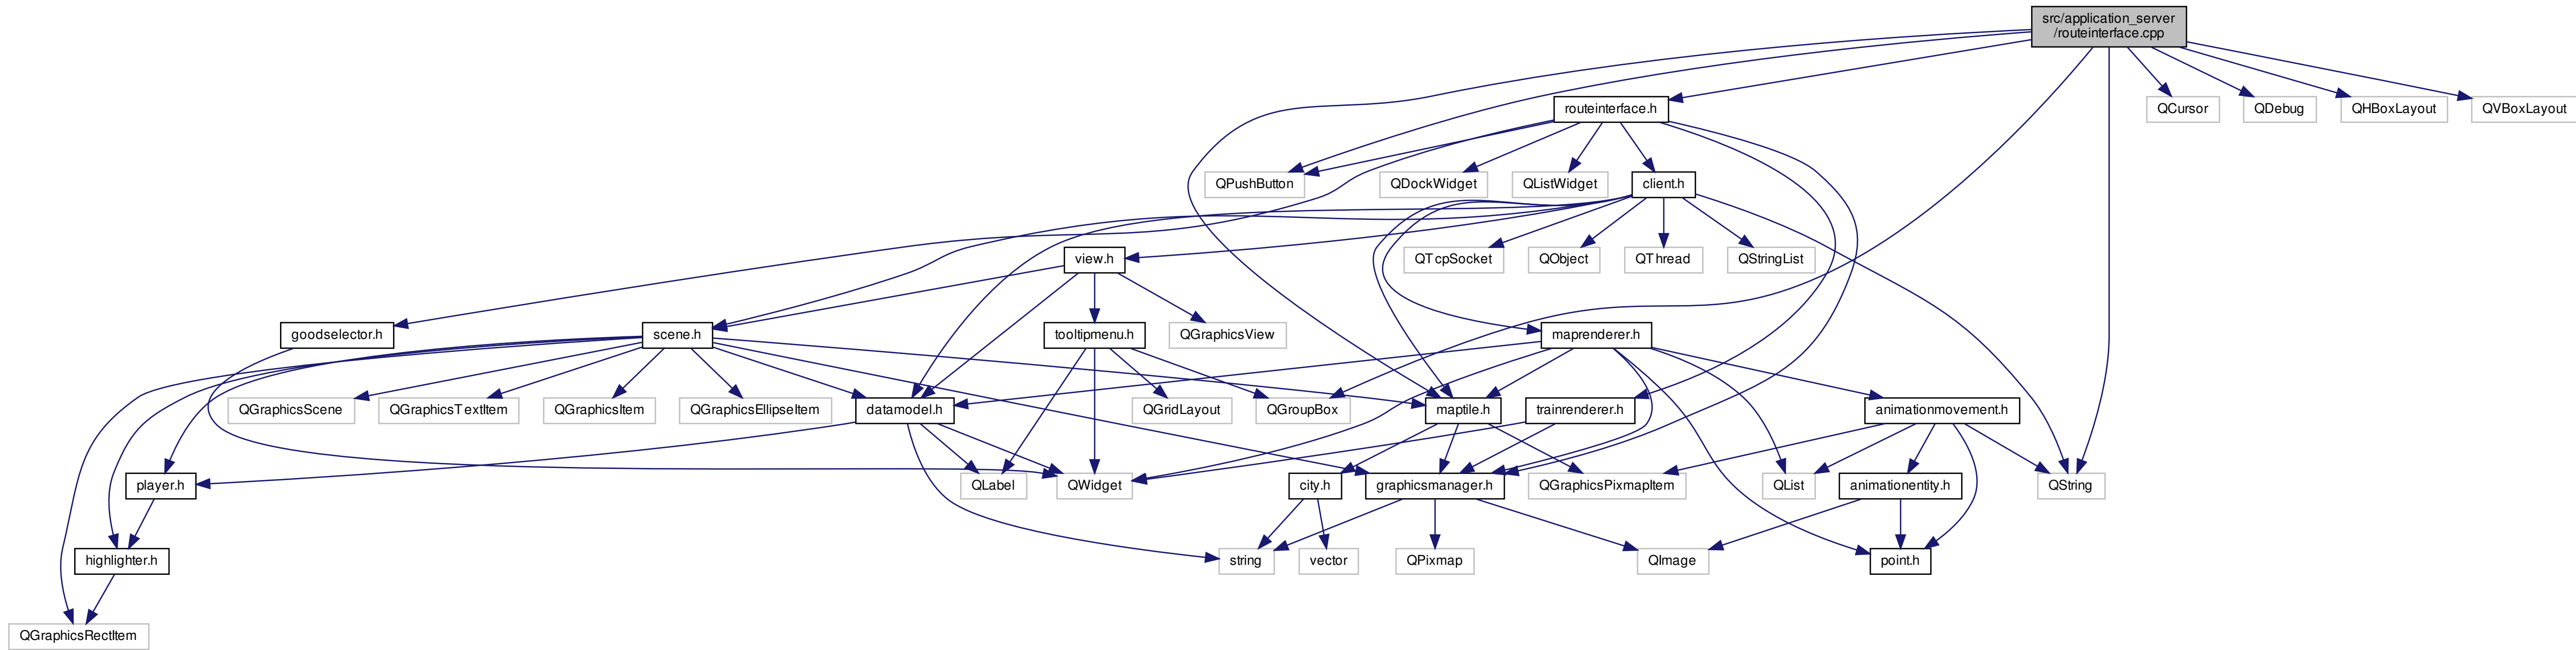 src/application_server
/routeinterface.cpp
routeinterface.h
QCursor
QDebug
QHBoxLayout
QVBoxLayout
QPushButton
QDockWidget
QListWidget
client.h
view.h
QTcpSocket
QObject
QThread
QStringList
goodselector.h
scene.h
tooltipmenu.h
QGraphicsView
maprenderer.h
QGraphicsScene
QGraphicsTextItem
QGraphicsItem
QGraphicsEllipseItem
datamodel.h
QGridLayout
QGroupBox
maptile.h
trainrenderer.h
animationmovement.h
player.h
QLabel
QWidget
city.h
graphicsmanager.h
QGraphicsPixmapItem
QList
animationentity.h
QString
highlighter.h
string
vector
QPixmap
QImage
point.h
QGraphicsRectItem